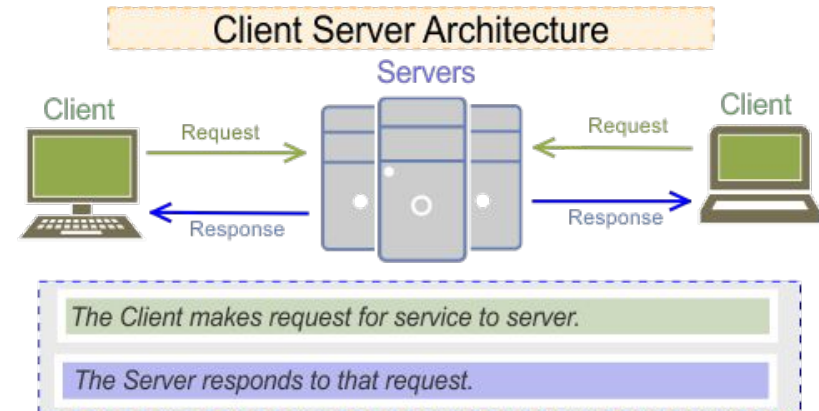 Client Server Architecture
Servers
Client
Client
Request
Request
Response
Response
The Client makes request for service to server.
The Server responds to that request.